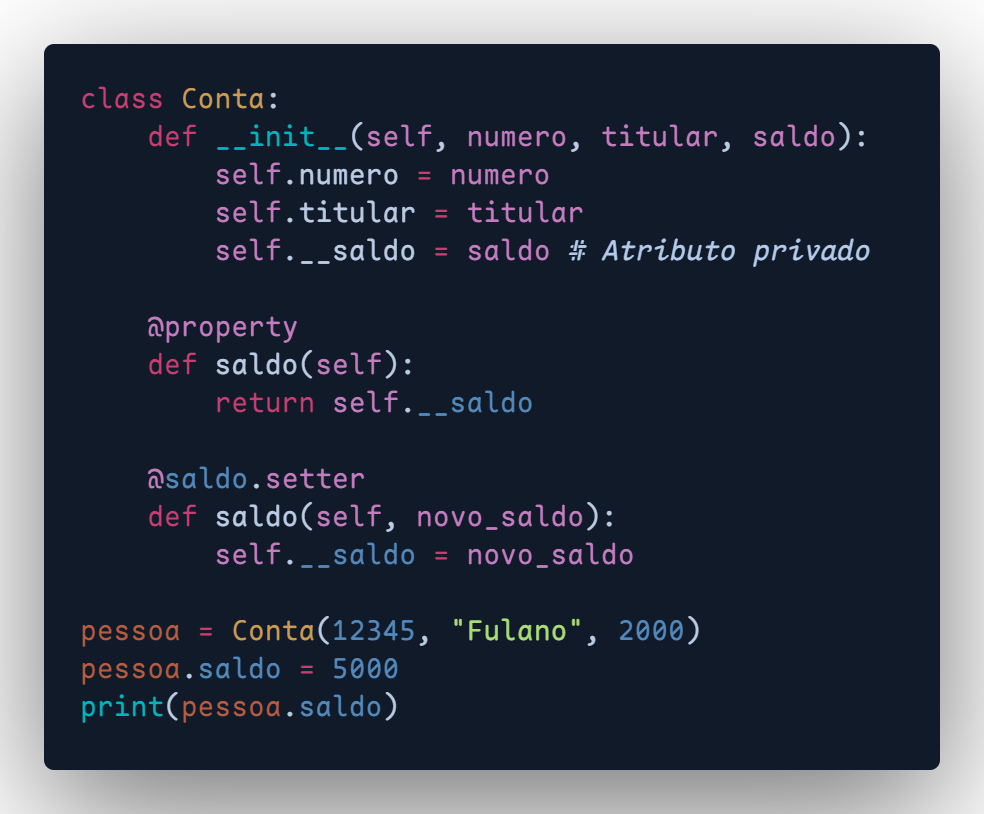 class Conta:
    def __init__(self, numero, titular, saldo):
        self.numero = numero
        self.titular = titular
        self.__saldo = saldo # Atributo privado

    @property
    def saldo(self):
        return self.__saldo

    @saldo.setter
    def saldo(self, novo_saldo):
        self.__saldo = novo_saldo

pessoa = Conta(12345, "Fulano", 2000)
pessoa.saldo = 5000
print(pessoa.saldo)